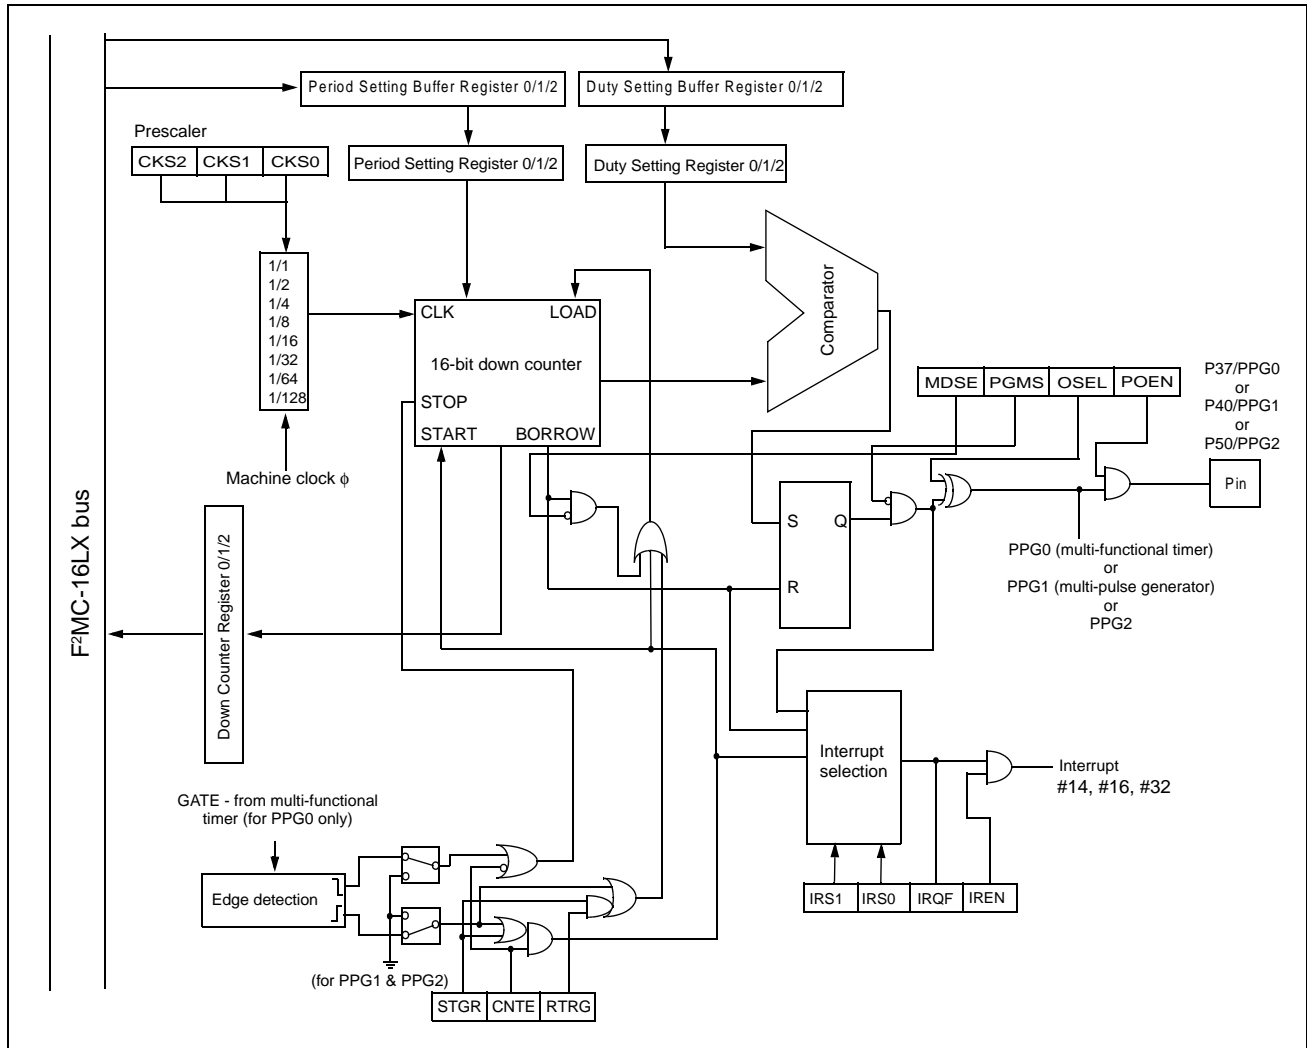 Period Setting Buffer Register 0/1/2
Duty Setting Buffer Register 0/1/2
Prescaler
CKS2 CKS1 CKS0
Period Setting Register 0/1/2
Duty Setting Register 0/1/2
1/1
1/2
1/4
1/8
1/16
1/32
1/64
1/128
CLK LOAD
16-bit down counter
STOP
START BORROW
Comparator
Machine clock ϕ
MDSE PGMS OSEL POEN
P37/PPG0
or
P40/PPG1
or
P50/PPG2
Pin
S Q
R
PPG0 (multi-functional timer)
or
PPG1 (multi-pulse generator)
or
PPG2
F²MC-16LX bus
Down Counter Register 0/1/2
Interrupt
selection
Interrupt
#14, #16, #32
IRS1 IRS0 IRQF IREN
GATE - from multi-functional
timer (for PPG0 only)
Edge detection
(for PPG1 & PPG2)
STGR CNTE RTRG